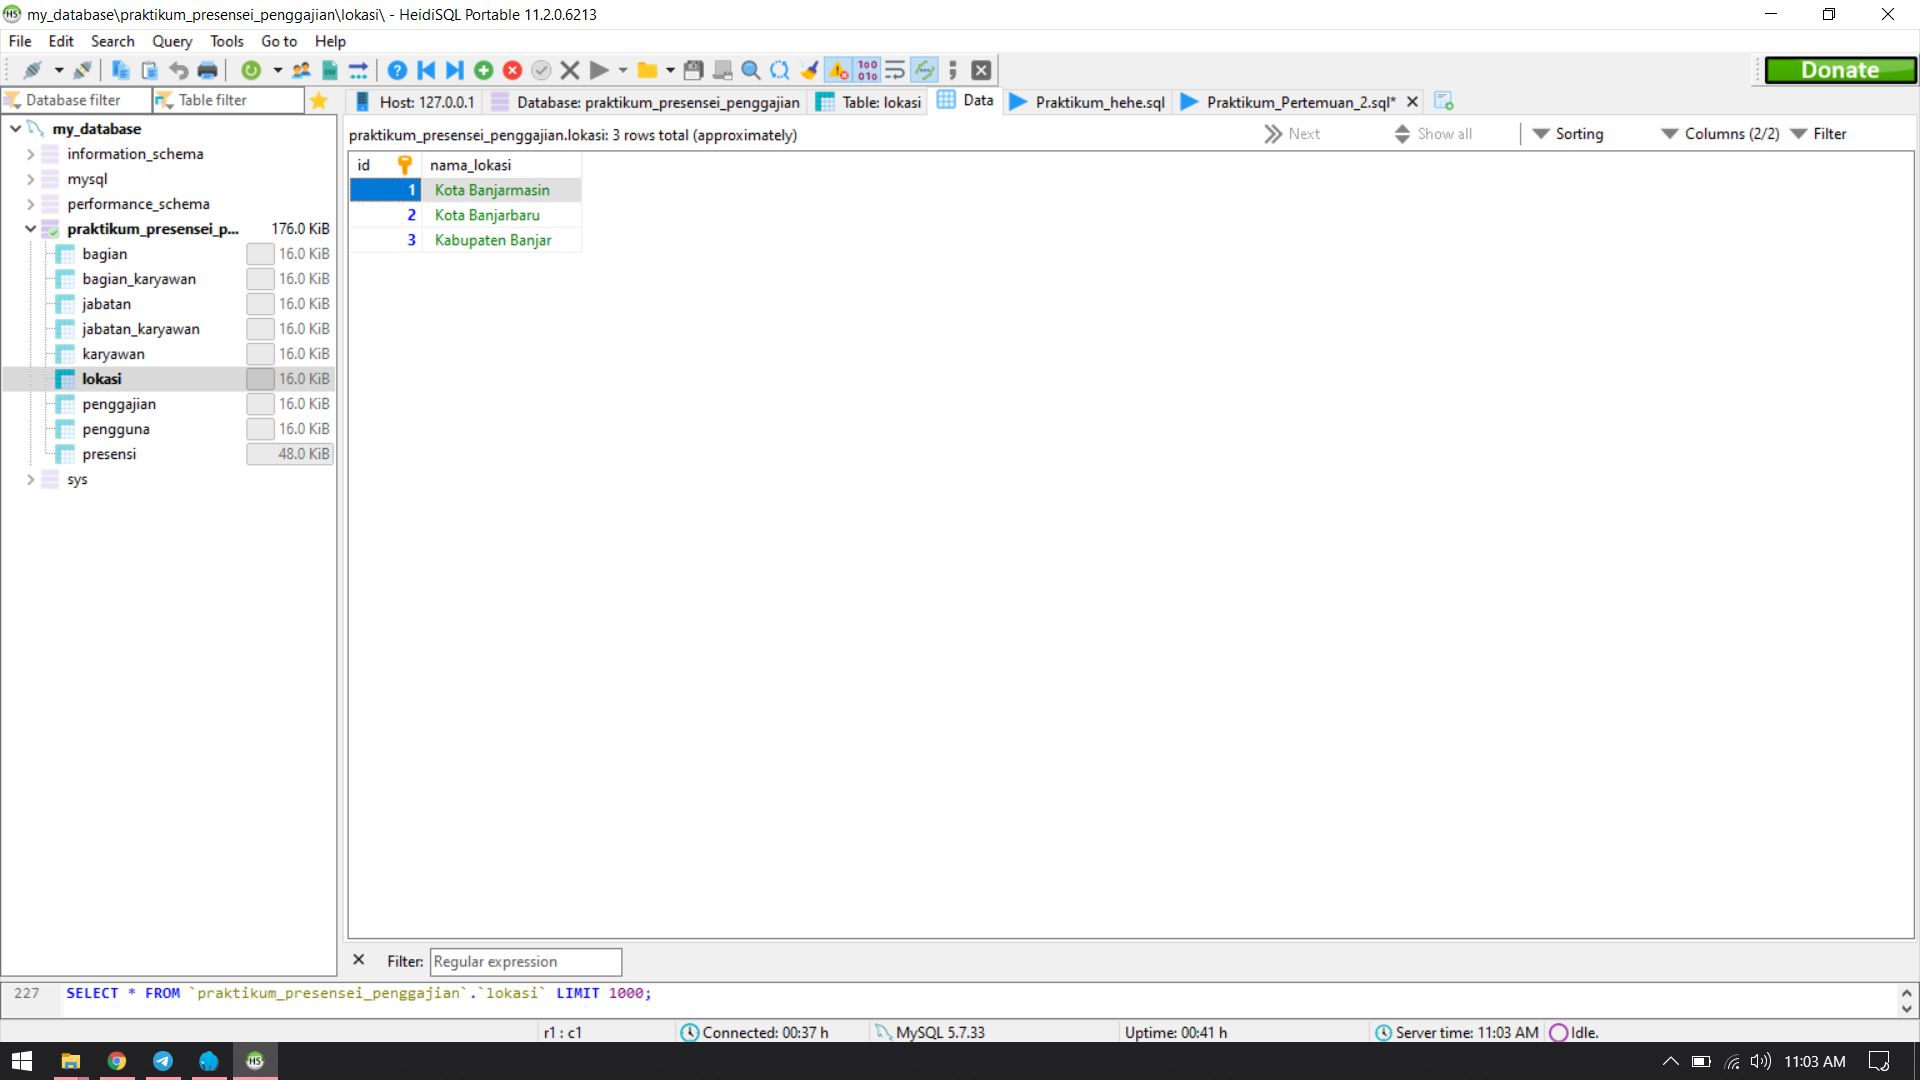 my_database\praktikum_presensei_penggajian\lokasi\ - HeidiSQL Portable 11.2.0.6213
File Edit Search Query Tools Go to Help
Donate
Database filter Table filter
Host: 127.0.0.1 Database: praktikum_presensei_penggajian Table: lokasi Data Praktikum_hehe.sql Praktikum_Pertemuan_2.sql*
praktikum_presensei_penggajian.lokasi: 3 rows total (approximately) Next Show all Sorting Columns (2/2) Filter
my_database
information_schema
mysql
performance_schema
praktikum_presensei_p... 176.0 KiB
bagian 16.0 KiB
bagian_karyawan 16.0 KiB
jabatan 16.0 KiB
jabatan_karyawan 16.0 KiB
karyawan 16.0 KiB
lokasi 16.0 KiB
penggajian 16.0 KiB
pengguna 16.0 KiB
presensi 48.0 KiB
sys
id nama_lokasi
1 Kota Banjarmasin
2 Kota Banjarbaru
3 Kabupaten Banjar
Filter: Regular expression
227 SELECT * FROM `praktikum_presensei_penggajian`.`lokasi` LIMIT 1000;
r1 : c1 Connected: 00:37 h MySQL 5.7.33 Uptime: 00:41 h Server time: 11:03 AM Idle.
HS 11:03 AM